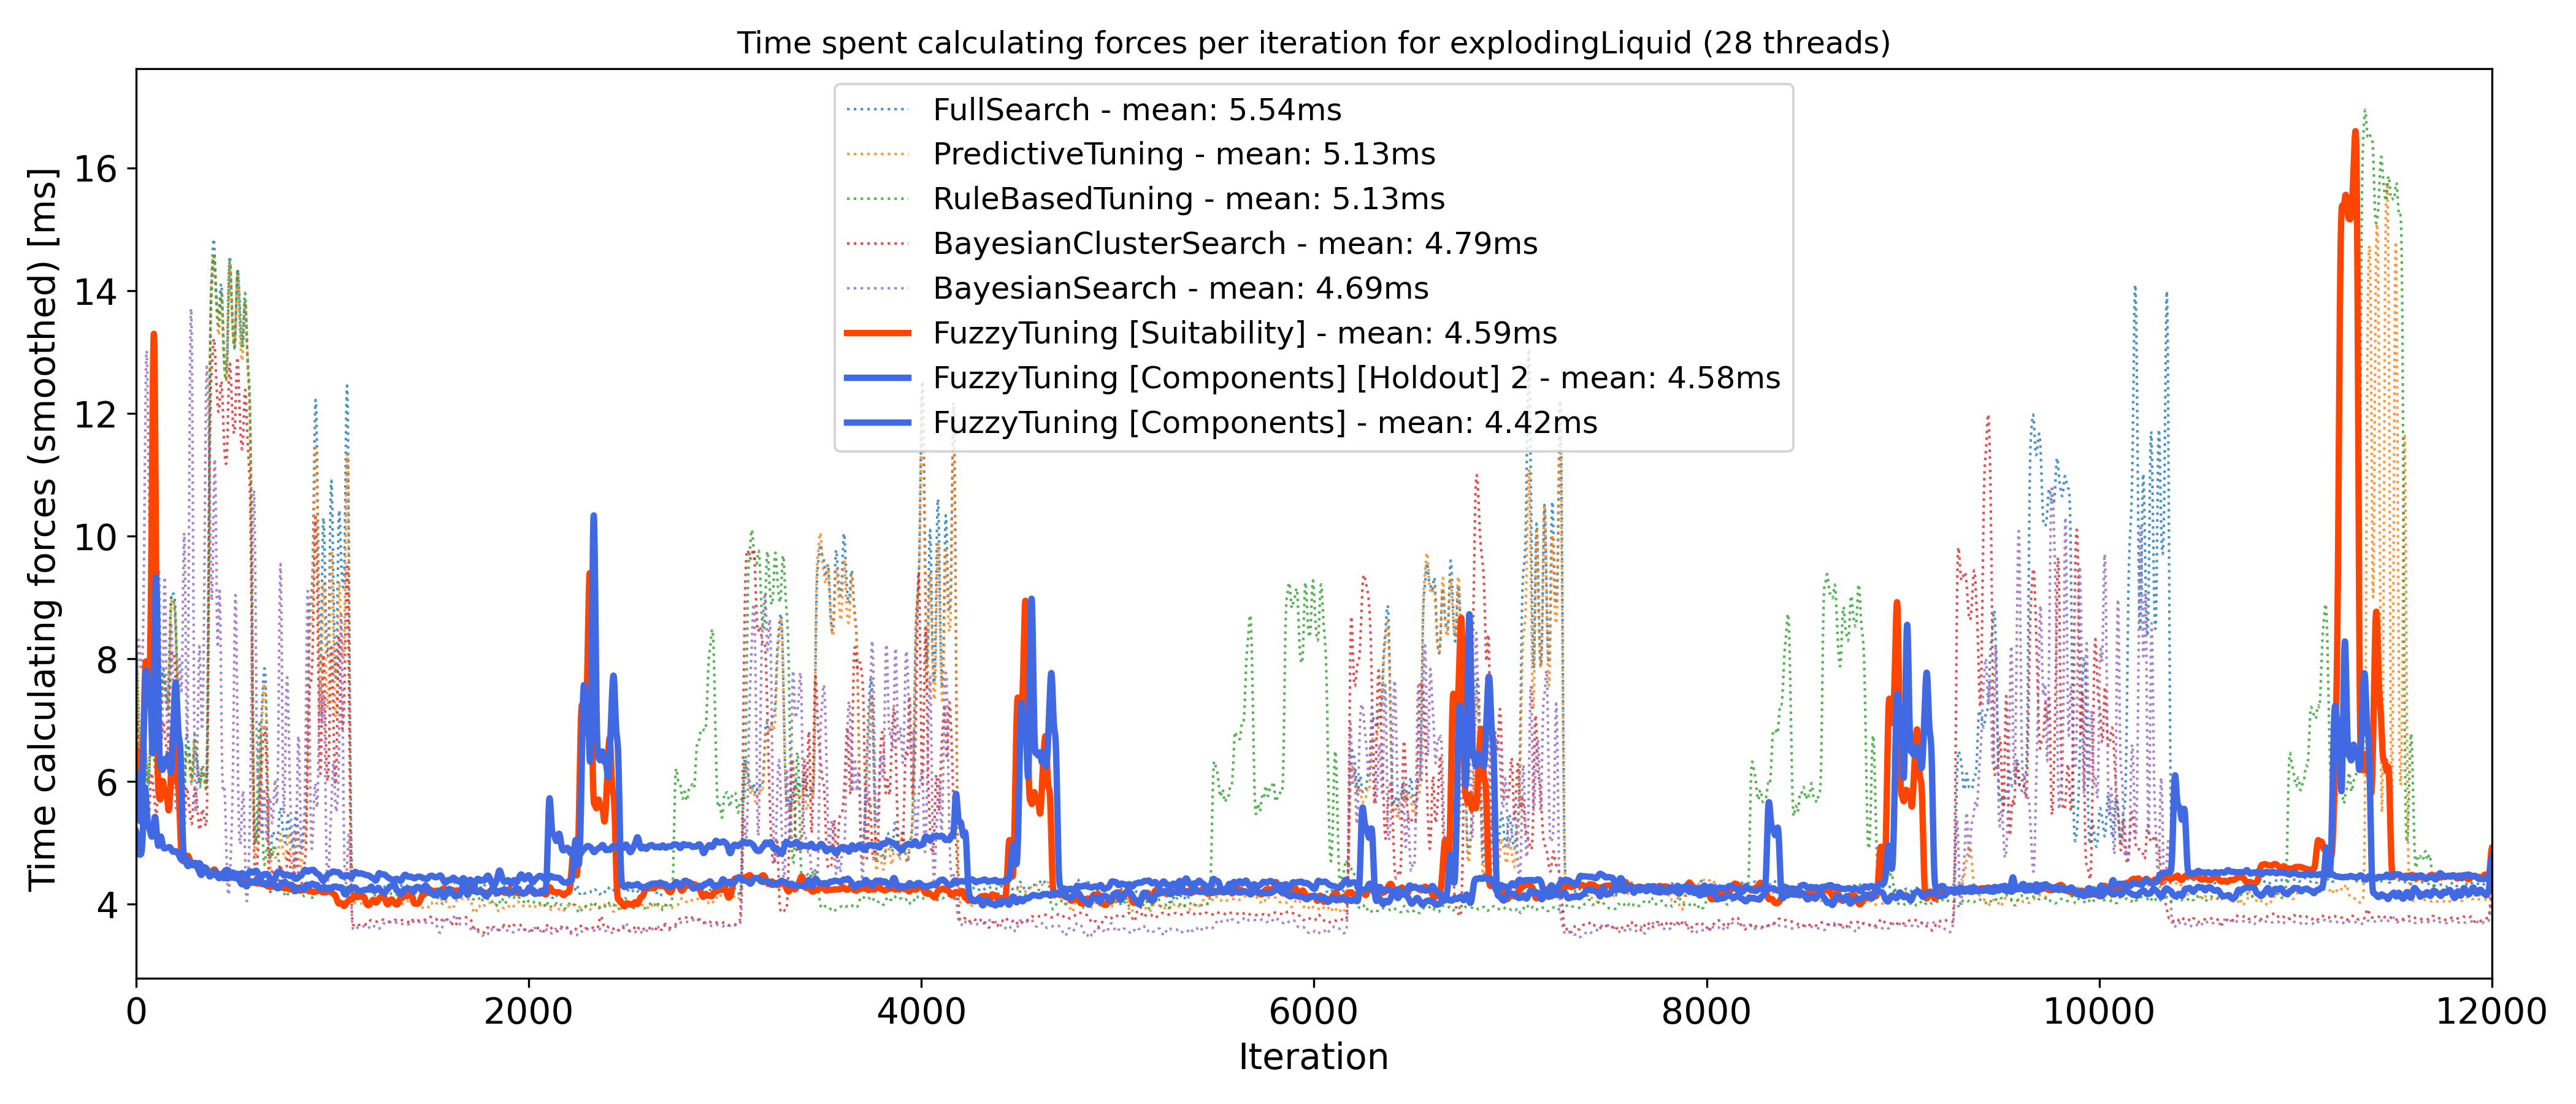 Time spent calculating forces per iteration for explodingLiquid (28 threads)
FullSearch - mean: 5.54ms
PredictiveTuning - mean: 5.13ms
RuleBasedTuning - mean: 5.13ms
BayesianClusterSearch - mean: 4.79ms
BayesianSearch - mean: 4.69ms
FuzzyTuning [Suitability] - mean: 4.59ms
FuzzyTuning [Components] [Holdout] 2 - mean: 4.58ms
FuzzyTuning [Components] - mean: 4.42ms
Time calculating forces (smoothed) [ms]
16
14
12
10
8
6
4
0 2000 4000 6000 8000 10000 12000
Iteration